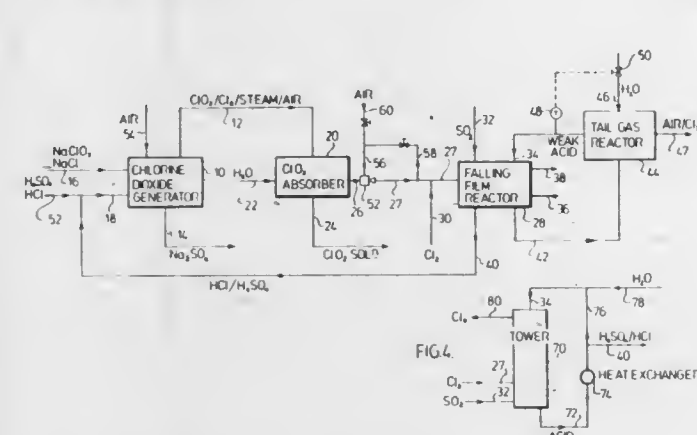 50
ClO₂/Cl₂/STEAM/AIR
12
AIR
60
H₂O
46
48
AIR
54
SO₂
32
WEAK
ACID
TAIL GAS
REACTOR
AIR/Cl₂
47
44
NaClO₃
NaCl
16
H₂SO₄
HCl
52
18
CHLORINE
DIOXIDE
GENERATOR
10
H₂O
22
20
ClO₂
ABSORBER
56
58
26
52
27
27
34
FALLING
FILM
REACTOR
38
36
28
14
Na₂SO₄
24
ClO₂ SOLN
30
Cl₂
40
42
HCl/H₂SO₄
H₂O
78
80
Cl₂
34
76
TOWER
70
H₂SO₄/HCl
40
FIG.4.
Cl₂
27
SO₂
32
HEAT EXCHANGER
74
72
ACID